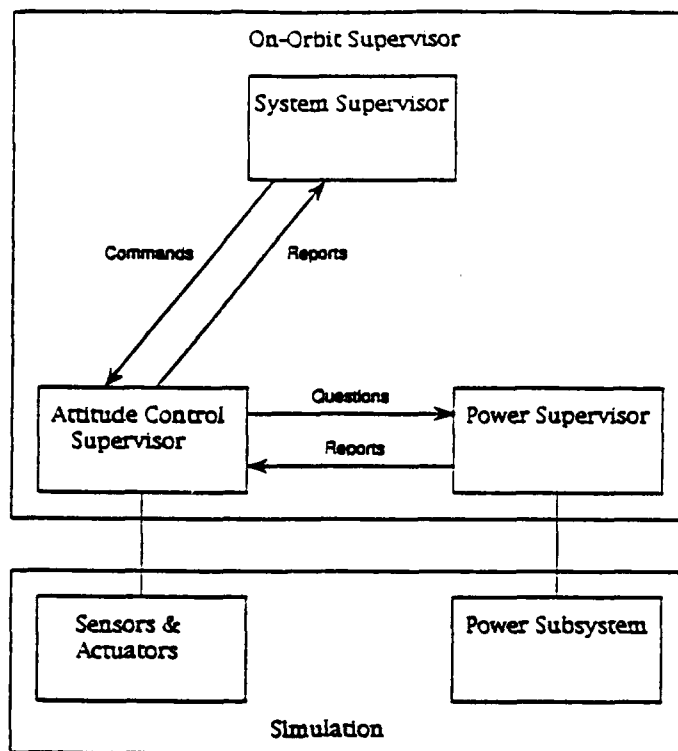 On-Orbit Supervisor
System Supervisor
Commands
Reports
Attitude Control
Supervisor
Questions
Reports
Power Supervisor
Sensors &
Actuators
Power Subsystem
Simulation